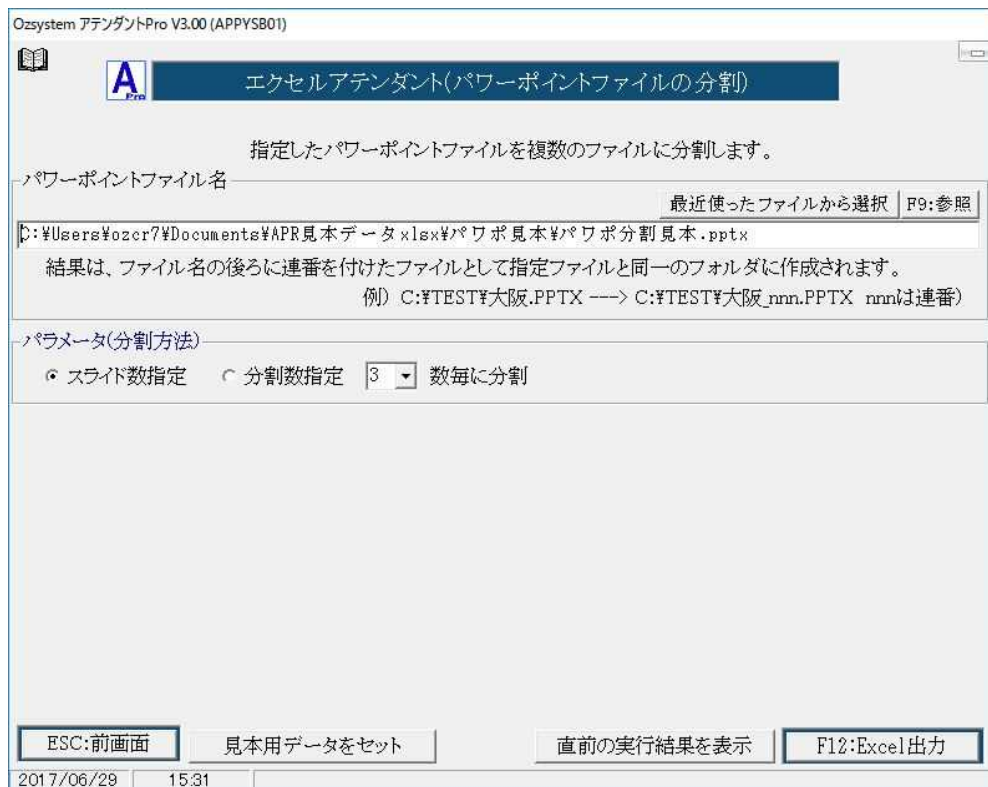 Ozsystem アテンダントPro V3.00 (APPYSB01)
A Pro
エクセルアテンダント(パワーポイントファイルの分割)
指定したパワーポイントファイルを複数のファイルに分割します。
パワーポイントファイル名
最近使ったファイルから選択 F9:参照
C:¥Users¥ozcr7¥Documents¥APR見本データxlsx¥パワポ見本¥パワポ分割見本.pptx
結果は、ファイル名の後ろに連番を付けたファイルとして指定ファイルと同一のフォルダに作成されます。
例) C:¥TEST¥大阪.PPTX ---> C:¥TEST¥大阪_nnn.PPTX nnnは連番)
パラメータ(分割方法)
スライド数指定 分割数指定 3 数毎に分割
ESC:前画面 見本用データをセット 直前の実行結果を表示 F12:Excel出力
2017/06/29 15:31